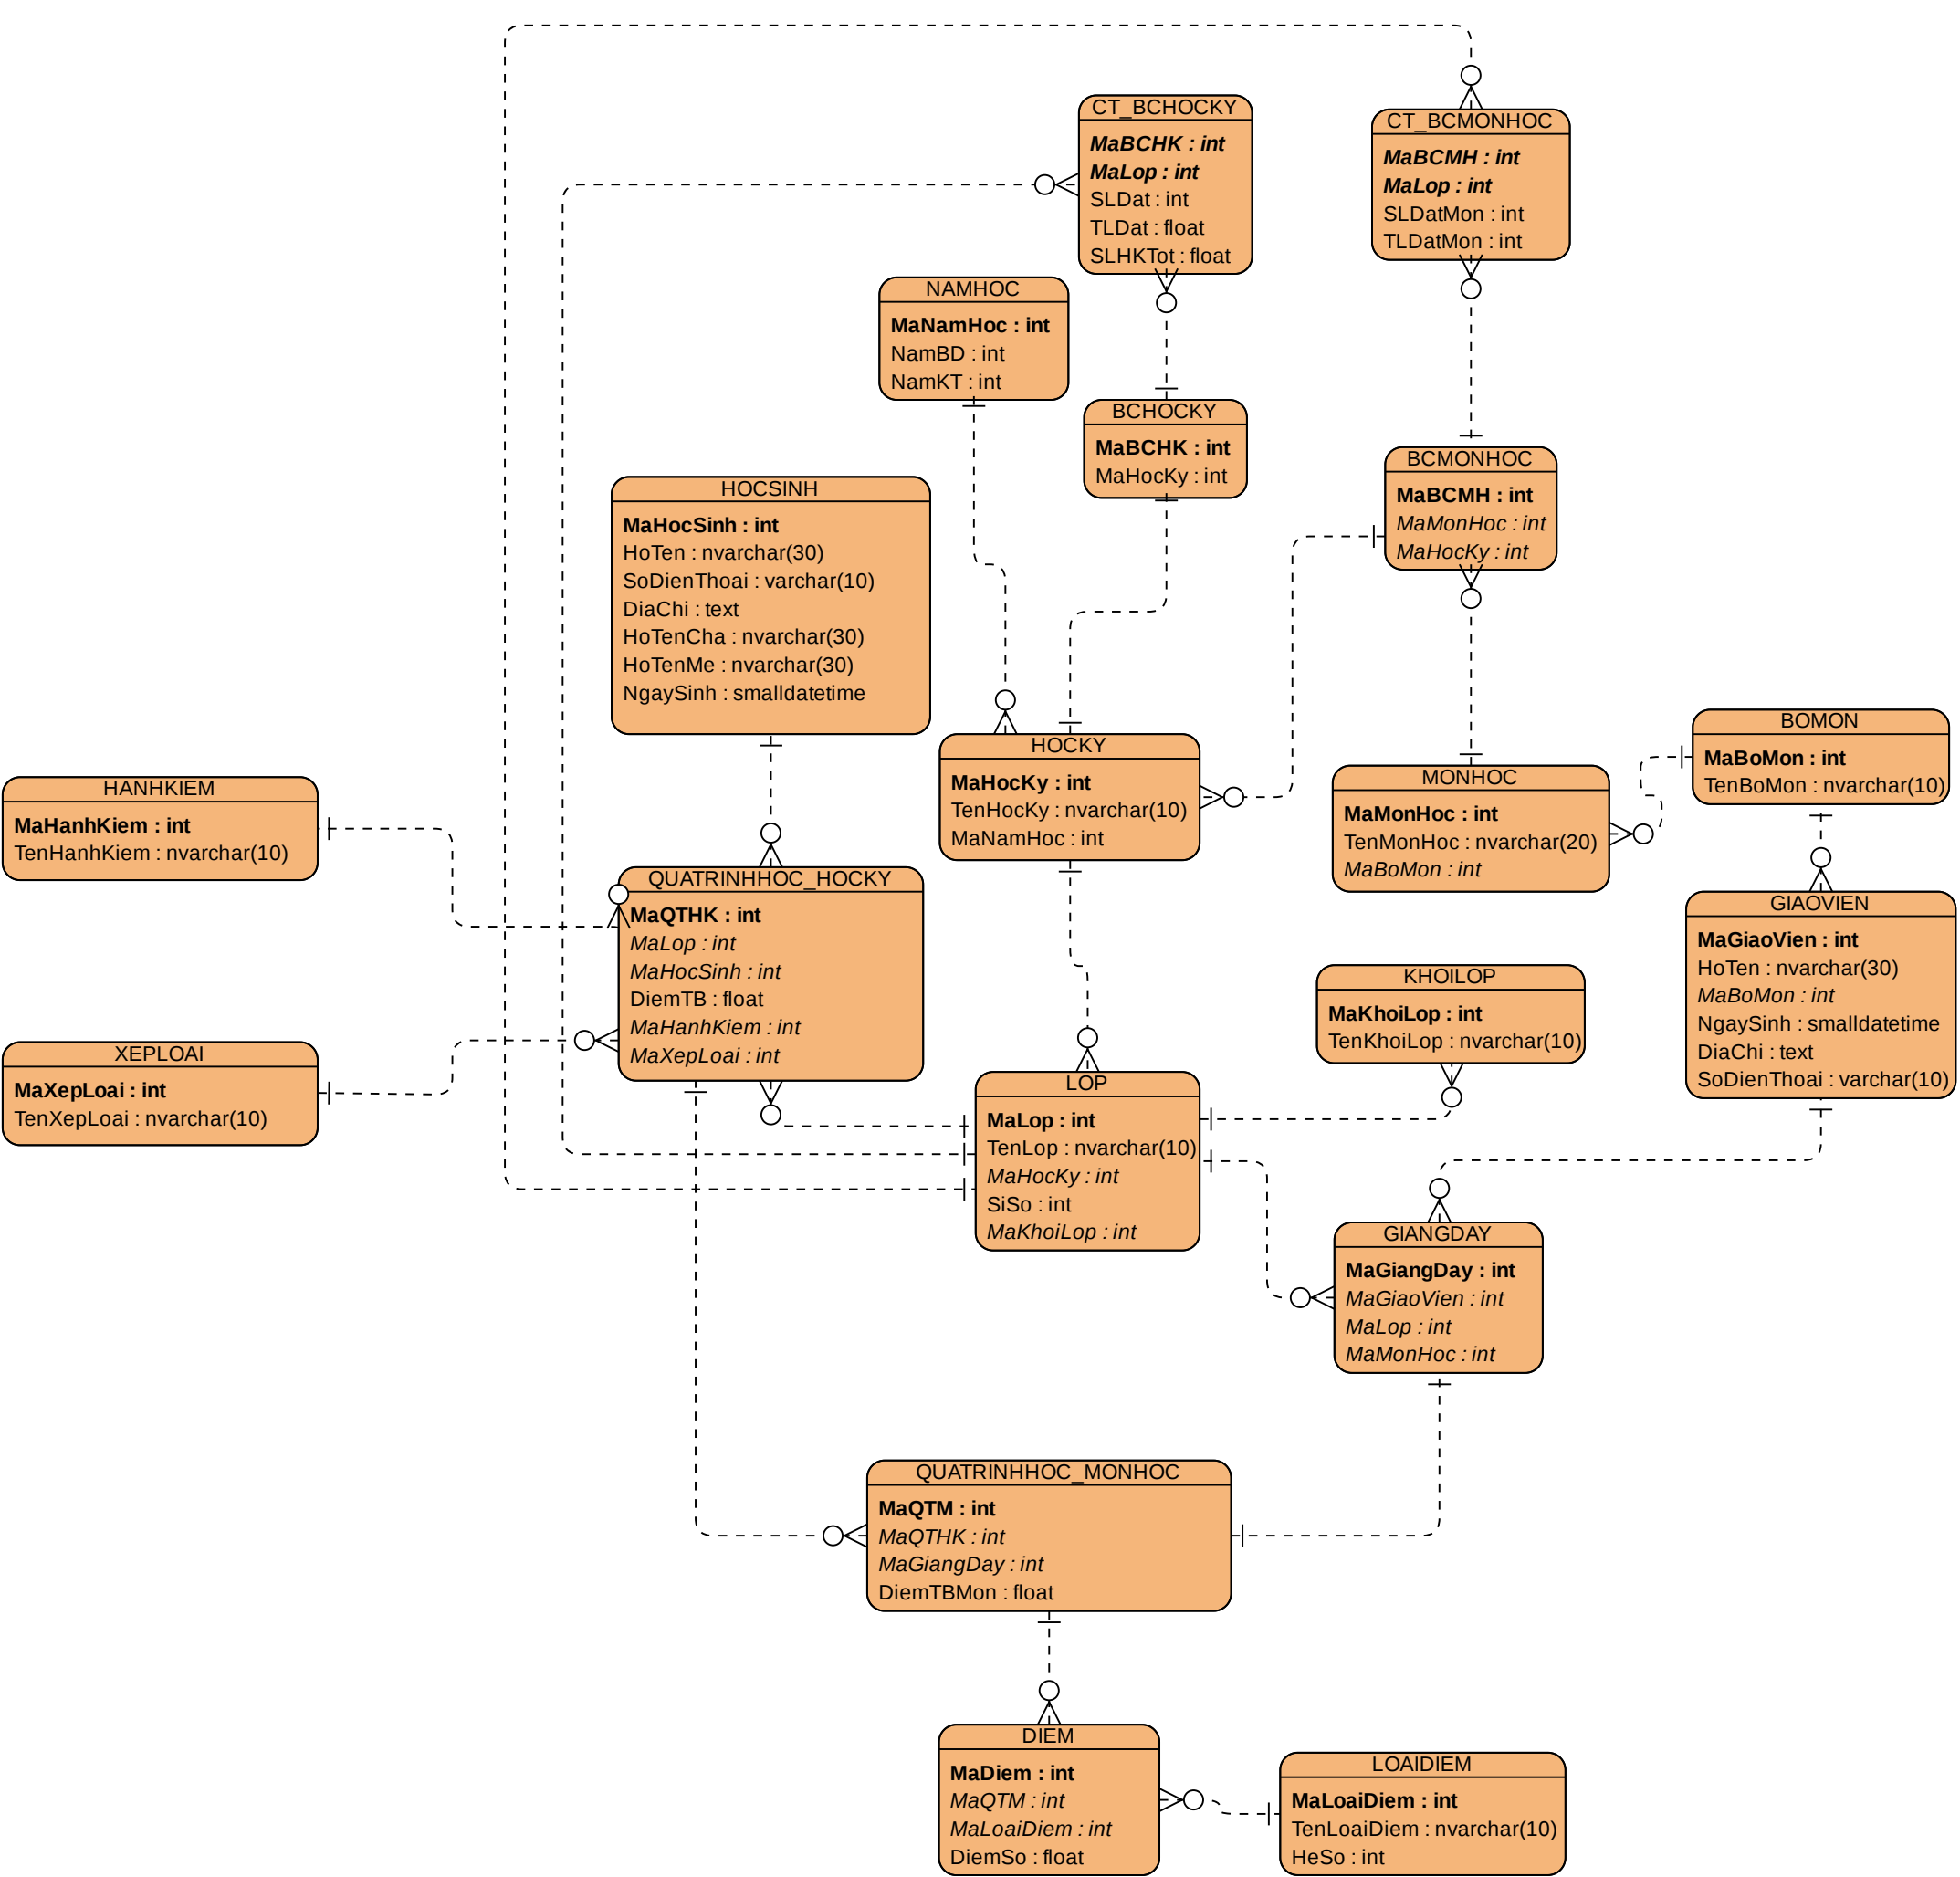 CT_BCHOCKY
MaBCHK : int
MaLop : int
SLDat : int
TLDat : float
SLHKTot : float
CT_BCMONHOC
MaBCMH : int
MaLop : int
SLDatMon : int
TLDatMon : int
NAMHOC
MaNamHoc : int
NamBD : int
NamKT : int
BCHOCKY
MaBCHK : int
MaHocKy : int
BCMONHOC
MaBCMH : int
MaMonHoc : int
MaHocKy : int
HOCSINH
MaHocSinh : int
HoTen : nvarchar(30)
SoDienThoai : varchar(10)
DiaChi : text
HoTenCha : nvarchar(30)
HoTenMe : nvarchar(30)
NgaySinh : smalldatetime
HOCKY
MaHocKy : int
TenHocKy : nvarchar(10)
MaNamHoc : int
MONHOC
MaMonHoc : int
TenMonHoc : nvarchar(20)
MaBoMon : int
BOMON
MaBoMon : int
TenBoMon : nvarchar(10)
HANHKIEM
MaHanhKiem : int
TenHanhKiem : nvarchar(10)
QUATRINHHOC_HOCKY
MaQTHK : int
MaLop : int
MaHocSinh : int
DiemTB : float
MaHanhKiem : int
MaXepLoai : int
GIAOVIEN
MaGiaoVien : int
HoTen : nvarchar(30)
MaBoMon : int
NgaySinh : smalldatetime
DiaChi : text
SoDienThoai : varchar(10)
KHOILOP
MaKhoiLop : int
TenKhoiLop : nvarchar(10)
XEPLOAI
MaXepLoai : int
TenXepLoai : nvarchar(10)
LOP
MaLop : int
TenLop : nvarchar(10)
MaHocKy : int
SiSo : int
MaKhoiLop : int
GIANGDAY
MaGiangDay : int
MaGiaoVien : int
MaLop : int
MaMonHoc : int
QUATRINHHOC_MONHOC
MaQTM : int
MaQTHK : int
MaGiangDay : int
DiemTBMon : float
DIEM
MaDiem : int
MaQTM : int
MaLoaiDiem : int
DiemSo : float
LOAIDIEM
MaLoaiDiem : int
TenLoaiDiem : nvarchar(10)
HeSo : int